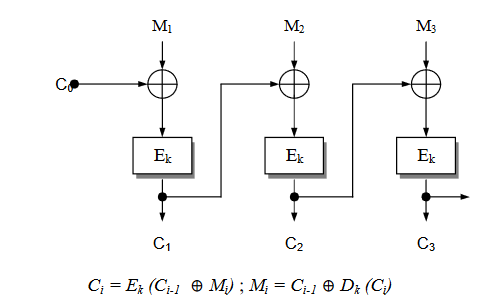 M₁ M₂ M₃
C₀
Eₖ Eₖ Eₖ
C₁ C₂ C₃
Cᵢ = Eₖ (Cᵢ₋₁ ⊕ Mᵢ) ; Mᵢ = Cᵢ₋₁ ⊕ Dₖ (Cᵢ)